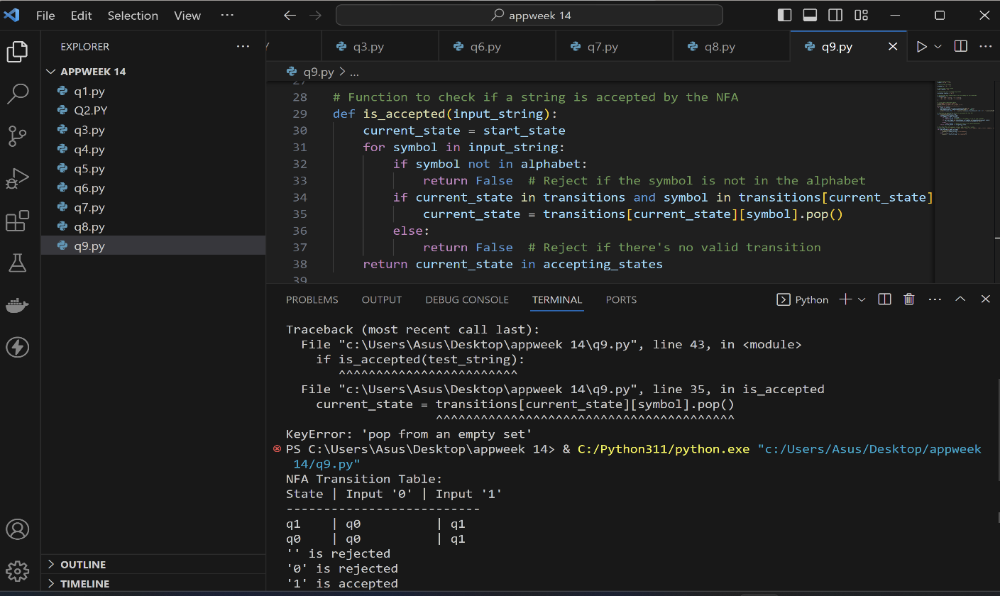 File Edit Selection View ··· appweek 14
EXPLORER ···
APPWEEK 14
q1.py
Q2.PY
q3.py
q4.py
q5.py
q6.py
q7.py
q8.py
q9.py
OUTLINE
TIMELINE
q3.py q6.py q7.py q8.py q9.py
q9.py > ...
27
28 # Function to check if a string is accepted by the NFA
29 def is_accepted(input_string):
30 current_state = start_state
31 for symbol in input_string:
32 if symbol not in alphabet:
33 return False # Reject if the symbol is not in the alphabet
34 if current_state in transitions and symbol in transitions[current_state]
35 current_state = transitions[current_state][symbol].pop()
36 else:
37 return False # Reject if there's no valid transition
38 return current_state in accepting_states
39
PROBLEMS OUTPUT DEBUG CONSOLE TERMINAL PORTS Python
Traceback (most recent call last):
File "c:\Users\Asus\Desktop\appweek 14\q9.py", line 43, in <module>
if is_accepted(test_string):
^^^^^^^^^^^^^^^^^^^^^^^^
File "c:\Users\Asus\Desktop\appweek 14\q9.py", line 35, in is_accepted
current_state = transitions[current_state][symbol].pop()
^^^^^^^^^^^^^^^^^^^^^^^^^^^^^^^^^^^^^^^^
KeyError: 'pop from an empty set'
PS C:\Users\Asus\Desktop\appweek 14> & C:/Python311/python.exe "c:/Users/Asus/Desktop/appweek
14/q9.py"
NFA Transition Table:
State | Input '0' | Input '1'
--------------------------
q1 | q0 | q1
q0 | q0 | q1
'' is rejected
'0' is rejected
'1' is accepted